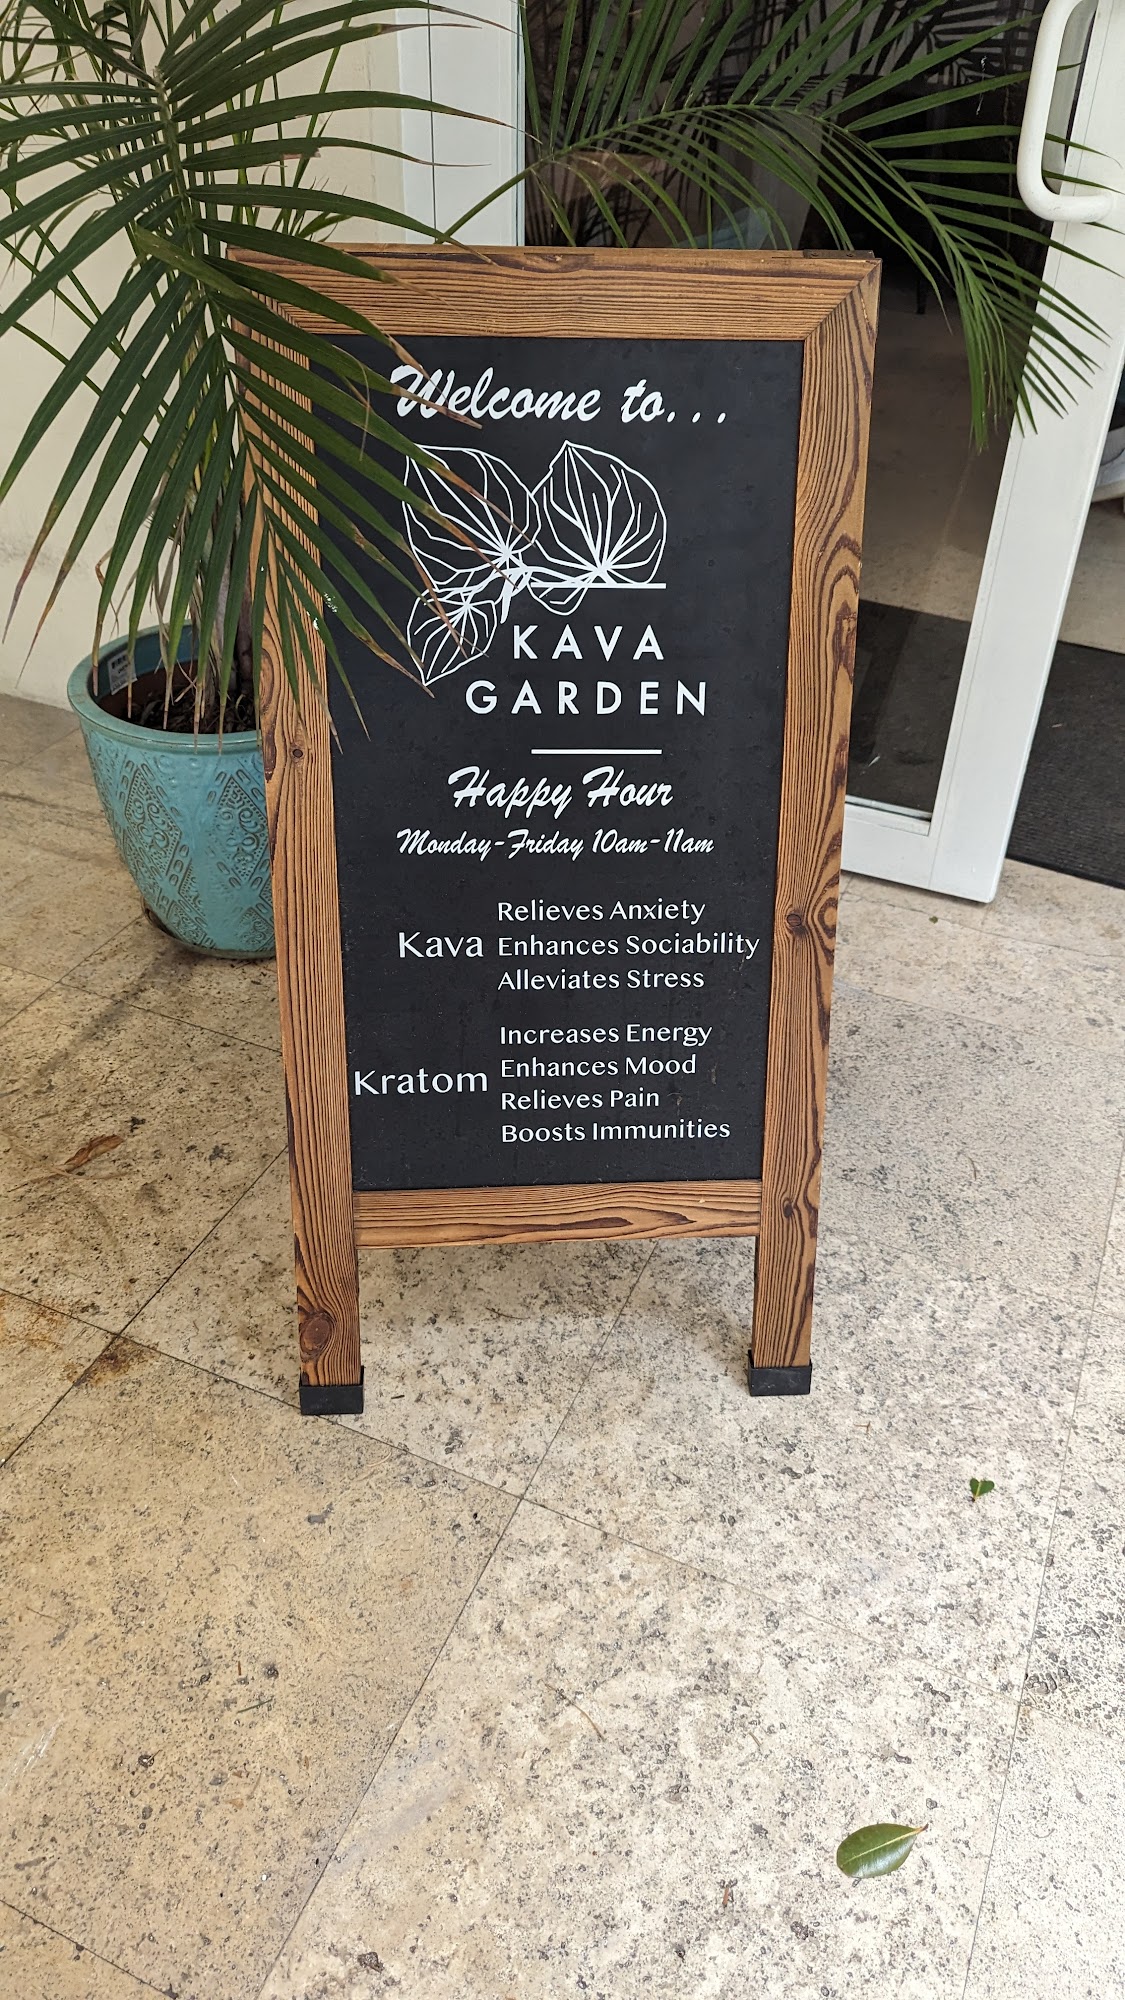 Welcome to...
KAVA
GARDEN
Happy Hour
Monday-Friday 10am-11am
Relieves Anxiety
Kava Enhances Sociability
Alleviates Stress
Increases Energy
Enhances Mood
Kratom
Relieves Pain
Boosts Immunities